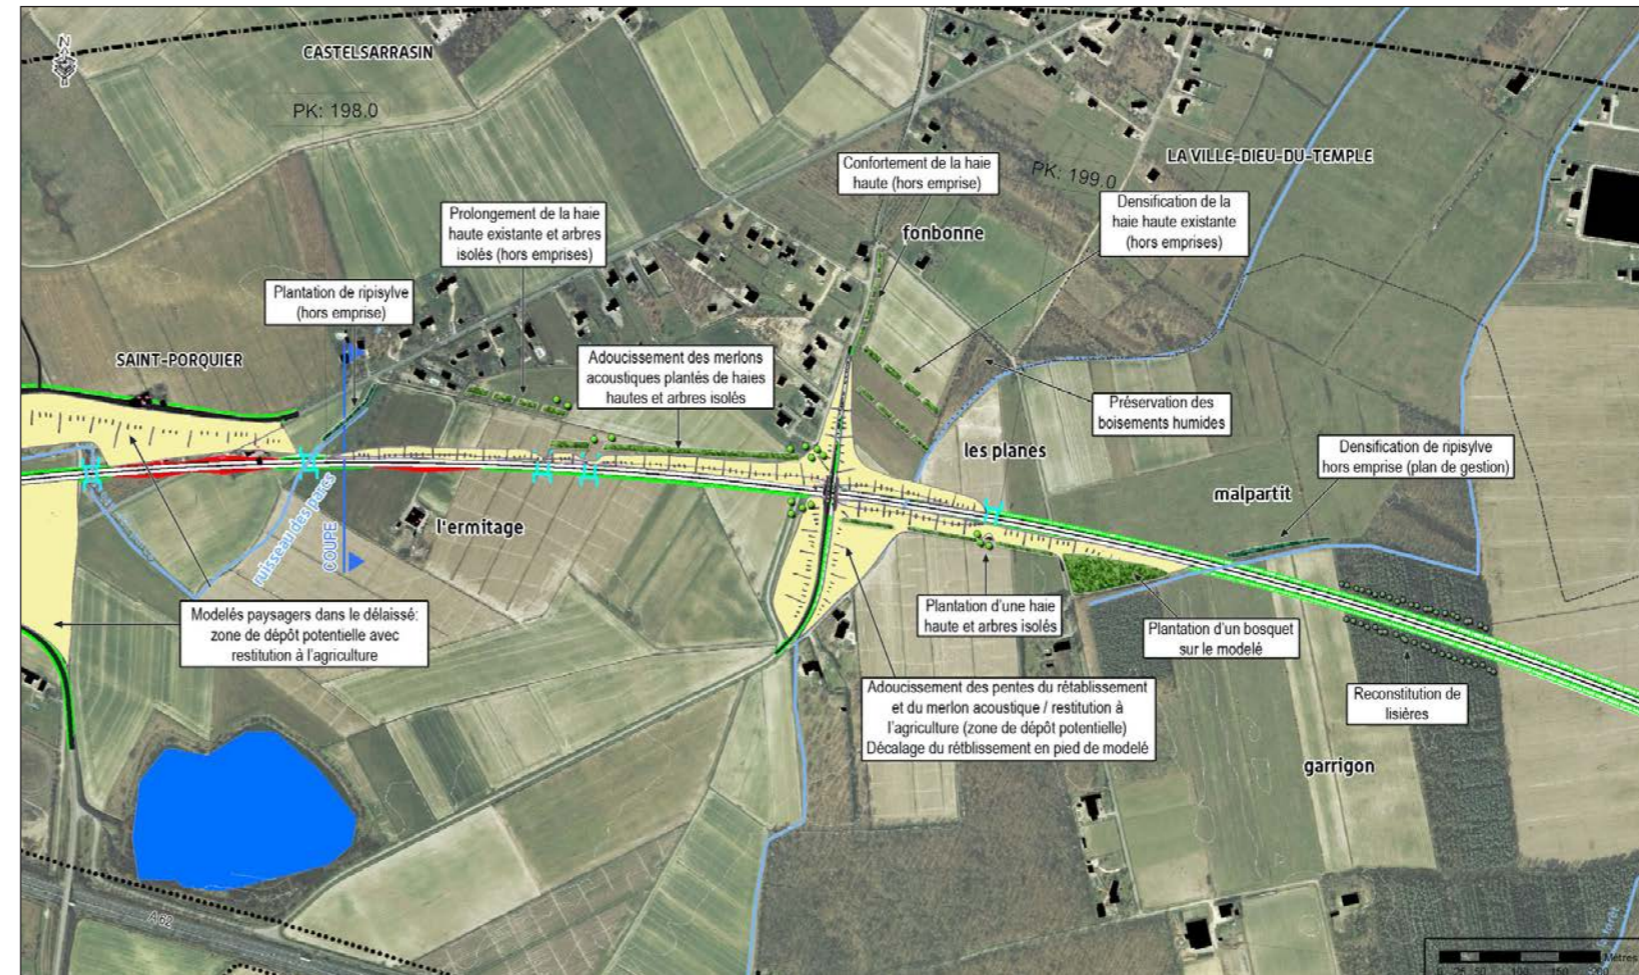 N
CASTELSARRASIN
PK: 198.0
Confortement de la haie
haute (hors emprise)
LA VILLE-DIEU-DU-TEMPLE
PK: 199.0
Densification de la
haie haute existante
(hors emprises)
Prolongement de la haie
haute existante et arbres
isolés (hors emprises)
fonbonne
Plantation de ripisylve
(hors emprise)
SAINT-PORQUIER
Adoucissement des merlons
acoustiques plantés de haies
hautes et arbres isolés
Préservation des
boisements humides
les planes
Densification de ripisylve
hors emprise (plan de gestion)
malpartit
l'ermitage
ruisseau des parcs
COUPE
Modelés paysagers dans le délaissé:
zone de dépôt potentielle avec
restitution à l'agriculture
Plantation d'une haie
haute et arbres isolés
Plantation d'un bosquet
sur le modelé
Adoucissement des pentes du rétablissement
et du merlon acoustique / restitution à
l'agriculture (zone de dépôt potentielle)
Décalage du rétblissement en pied de modelé
Reconstitution de
lisières
garrigon
A 62
Mètres